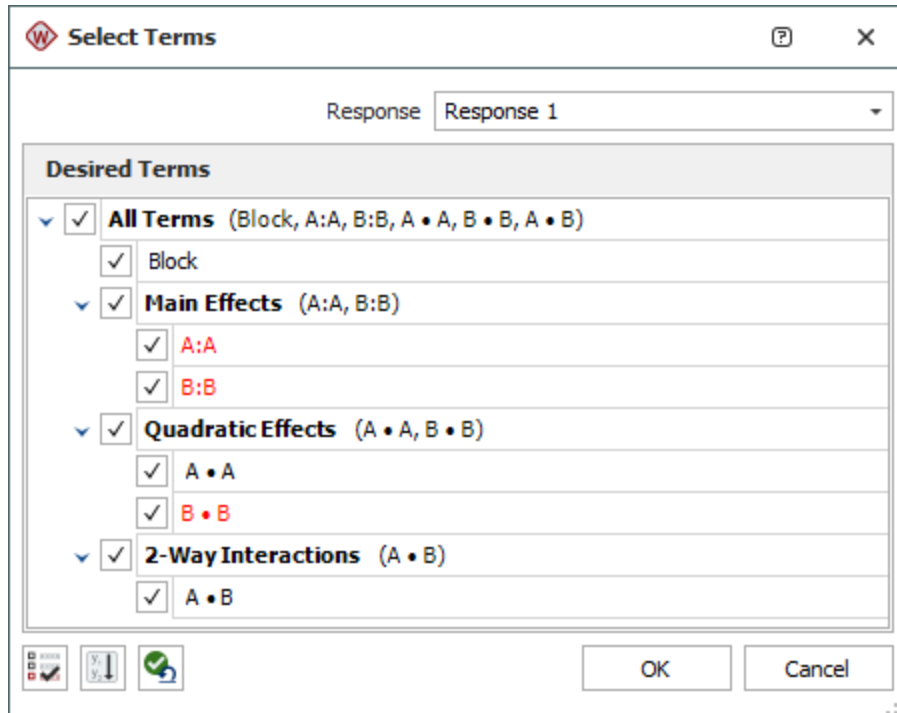 W Select Terms ?
Response Response 1
Desired Terms
All Terms (Block, A:A, B:B, A • A, B • B, A • B)
Block
Main Effects (A:A, B:B)
A:A
B:B
Quadratic Effects (A • A, B • B)
A • A
B • B
2-Way Interactions (A • B)
A • B
OK Cancel